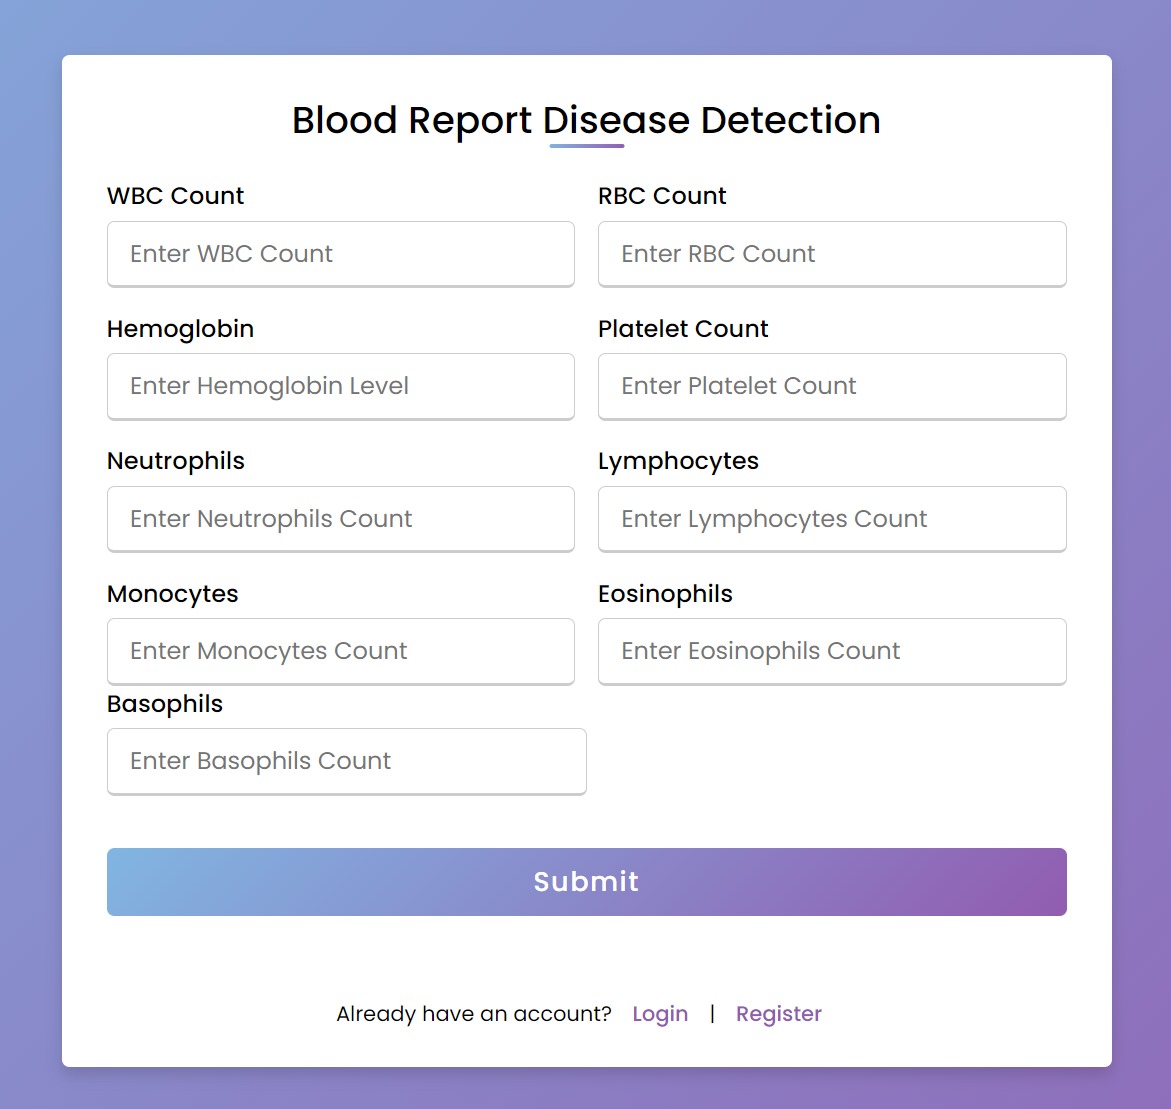 Blood Report Disease Detection
WBC Count
RBC Count
Enter WBC Count
Enter RBC Count
Hemoglobin
Platelet Count
Enter Hemoglobin Level
Enter Platelet Count
Neutrophils
Lymphocytes
Enter Neutrophils Count
Enter Lymphocytes Count
Monocytes
Eosinophils
Enter Monocytes Count
Enter Eosinophils Count
Basophils
Enter Basophils Count
Submit
Already have an account? Login | Register